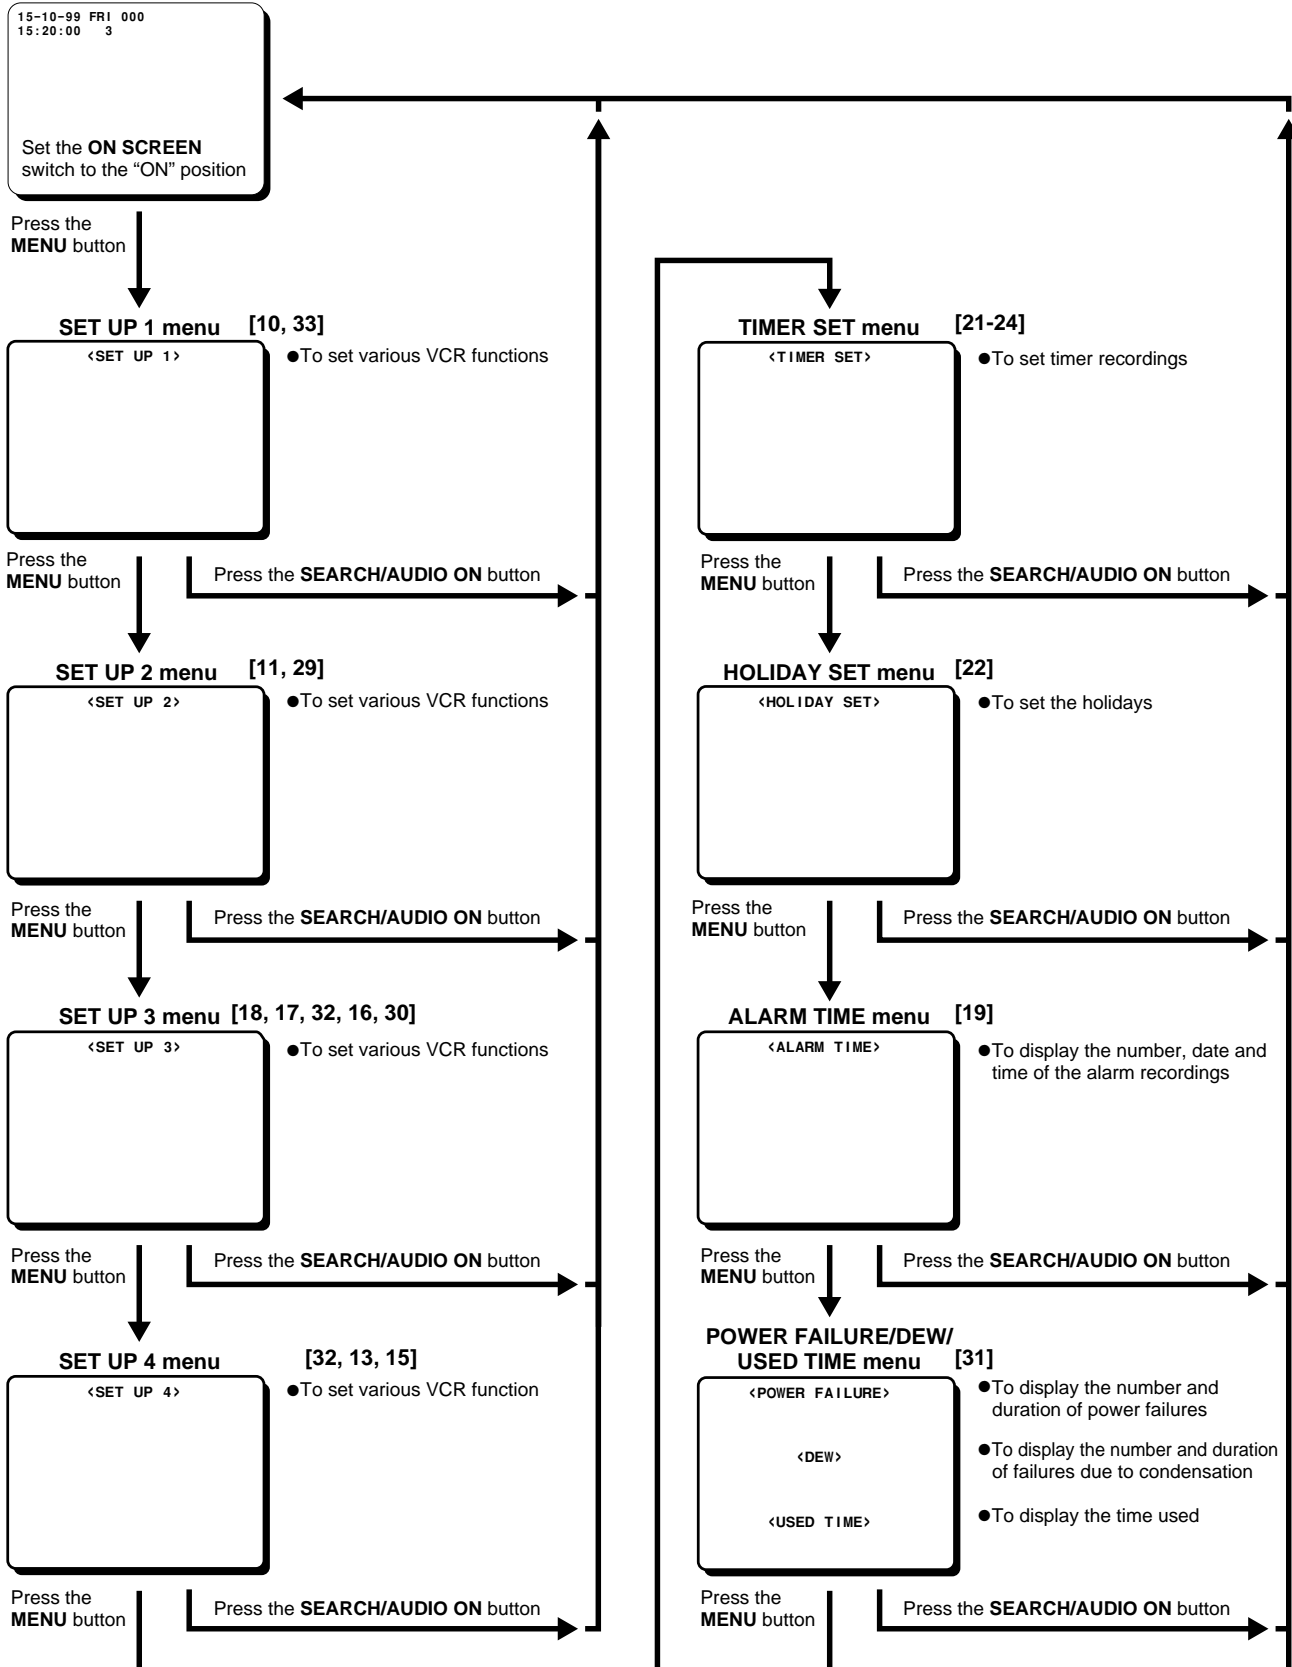 15-10-99 FRI 000
15:20:00 3
Set the ON SCREEN
switch to the “ON” position
Press the
MENU button
SET UP 1 menu [10, 33]
<SET UP 1>
●To set various VCR functions
Press the
MENU button
Press the SEARCH/AUDIO ON button
SET UP 2 menu [11, 29]
<SET UP 2>
●To set various VCR functions
Press the
MENU button
Press the SEARCH/AUDIO ON button
SET UP 3 menu [18, 17, 32, 16, 30]
<SET UP 3>
●To set various VCR functions
Press the
MENU button
Press the SEARCH/AUDIO ON button
SET UP 4 menu [32, 13, 15]
<SET UP 4>
●To set various VCR function
Press the
MENU button
Press the SEARCH/AUDIO ON button
TIMER SET menu [21-24]
<TIMER SET>
●To set timer recordings
Press the
MENU button
Press the SEARCH/AUDIO ON button
HOLIDAY SET menu [22]
<HOLIDAY SET>
●To set the holidays
Press the
MENU button
Press the SEARCH/AUDIO ON button
ALARM TIME menu [19]
<ALARM TIME>
●To display the number, date and
time of the alarm recordings
Press the
MENU button
Press the SEARCH/AUDIO ON button
POWER FAILURE/DEW/
USED TIME menu [31]
<POWER FAILURE>
●To display the number and
duration of power failures
<DEW>
●To display the number and duration
of failures due to condensation
<USED TIME>
●To display the time used
Press the
MENU button
Press the SEARCH/AUDIO ON button